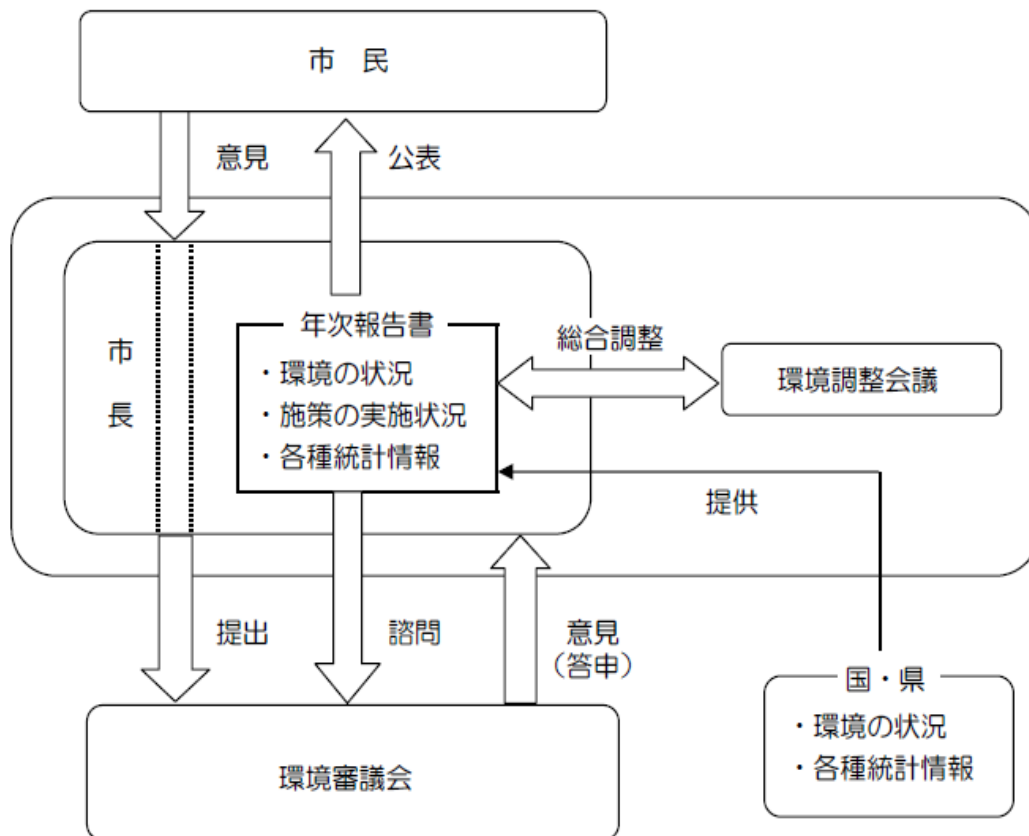 市　民
意見
公表
市
長
年次報告書
・環境の状況
・施策の実施状況
・各種統計情報
総合調整
環境調整会議
提供
提出
諮問
意見
（答申）
国・県
・環境の状況
・各種統計情報
環境審議会